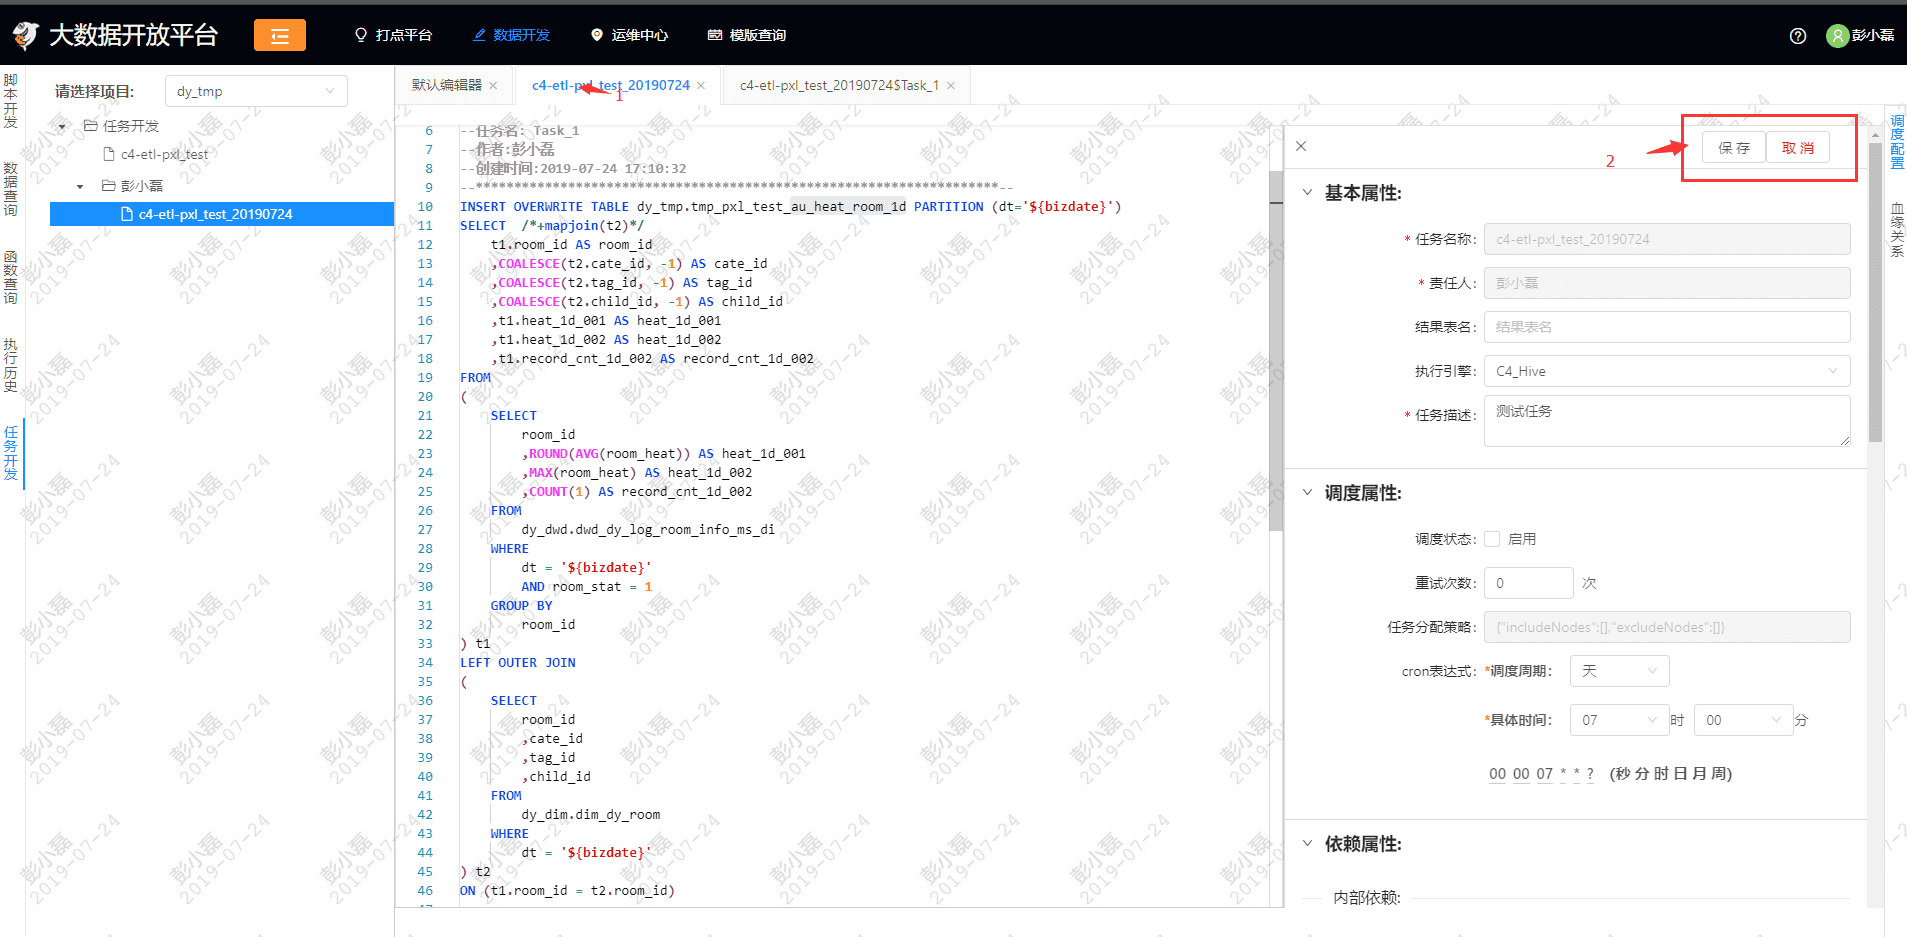 大数据开放平台
打点平台
数据开发
运维中心
模版查询
彭小磊
脚本开发
数据查询
函数查询
执行历史
任务开发
请选择项目:
dy_tmp
任务开发
c4-etl-pxl_test
彭小磊
c4-etl-pxl_test_20190724
默认编辑器
c4-etl-pxl_test_20190724
c4-etl-pxl_test_20190724$Task_1
1
6 --任务名: Task_1
7 --作者:彭小磊
8 --创建时间:2019-07-24 17:10:32
9 --********************************************************************--
10 INSERT OVERWRITE TABLE dy_tmp.tmp_pxl_test_au_heat_room_1d PARTITION (dt='${bizdate}')
11 SELECT /*+mapjoin(t2)*/
12 t1.room_id AS room_id
13 ,COALESCE(t2.cate_id, -1) AS cate_id
14 ,COALESCE(t2.tag_id, -1) AS tag_id
15 ,COALESCE(t2.child_id, -1) AS child_id
16 ,t1.heat_1d_001 AS heat_1d_001
17 ,t1.heat_1d_002 AS heat_1d_002
18 ,t1.record_cnt_1d_002 AS record_cnt_1d_002
19 FROM
20 (
21 SELECT
22 room_id
23 ,ROUND(AVG(room_heat)) AS heat_1d_001
24 ,MAX(room_heat) AS heat_1d_002
25 ,COUNT(1) AS record_cnt_1d_002
26 FROM
27 dy_dwd.dwd_dy_log_room_info_ms_di
28 WHERE
29 dt = '${bizdate}'
30 AND room_stat = 1
31 GROUP BY
32 room_id
33 ) t1
34 LEFT OUTER JOIN
35 (
36 SELECT
37 room_id
38 ,cate_id
39 ,tag_id
40 ,child_id
41 FROM
42 dy_dim.dim_dy_room
43 WHERE
44 dt = '${bizdate}'
45 ) t2
46 ON (t1.room_id = t2.room_id)
2
保 存
取 消
基本属性:
* 任务名称: c4-etl-pxl_test_20190724
* 责任人: 彭小磊
结果表名: 结果表名
执行引擎: C4_Hive
* 任务描述: 测试任务
调度属性:
调度状态: 启用
重试次数: 0 次
任务分配策略: {"includeNodes":[],"excludeNodes":[]}
cron表达式: *调度周期: 天
*具体时间: 07 时 00 分
00 00 07 * * ? (秒 分 时 日 月 周)
依赖属性:
内部依赖:
调度配置
血缘关系
彭小磊
2019-07-24